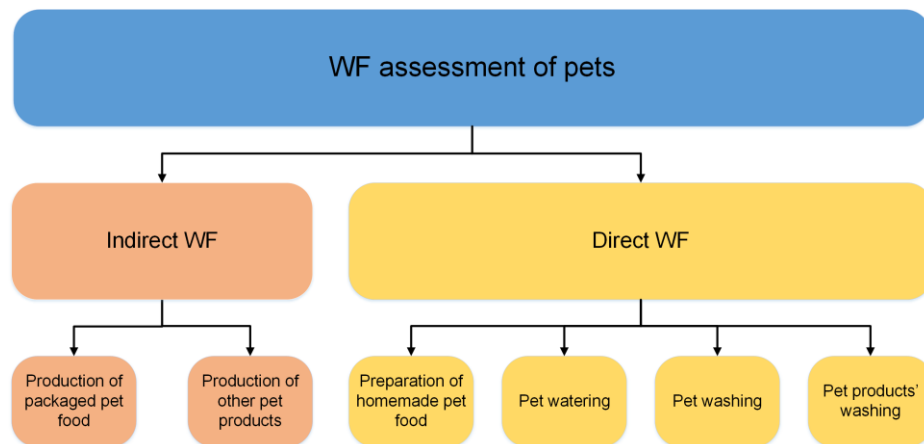 WF assessment of pets
Indirect WF
Direct WF
Production of
packaged pet
food
Production of
other pet
products
Preparation of
homemade pet
food
Pet watering
Pet washing
Pet products’
washing